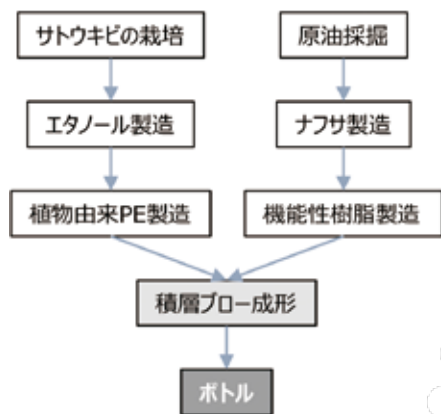 サトウキビの栽培
原油採掘
エタノール製造
ナフサ製造
植物由来PE製造
機能性樹脂製造
積層ブロー成形
ボトル